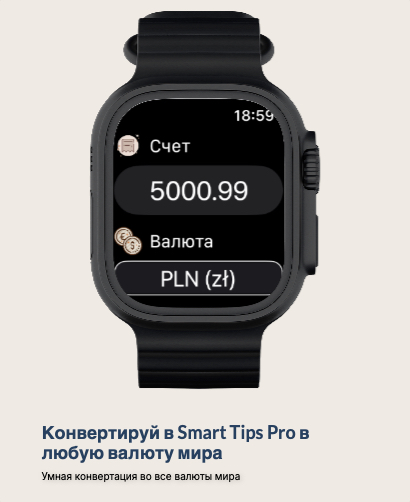 18:59
Счет
5000.99
Валюта
PLN (zł)
Конвертируй в Smart Tips Pro в
любую валюту мира
Умная конвертация во все валюты мира